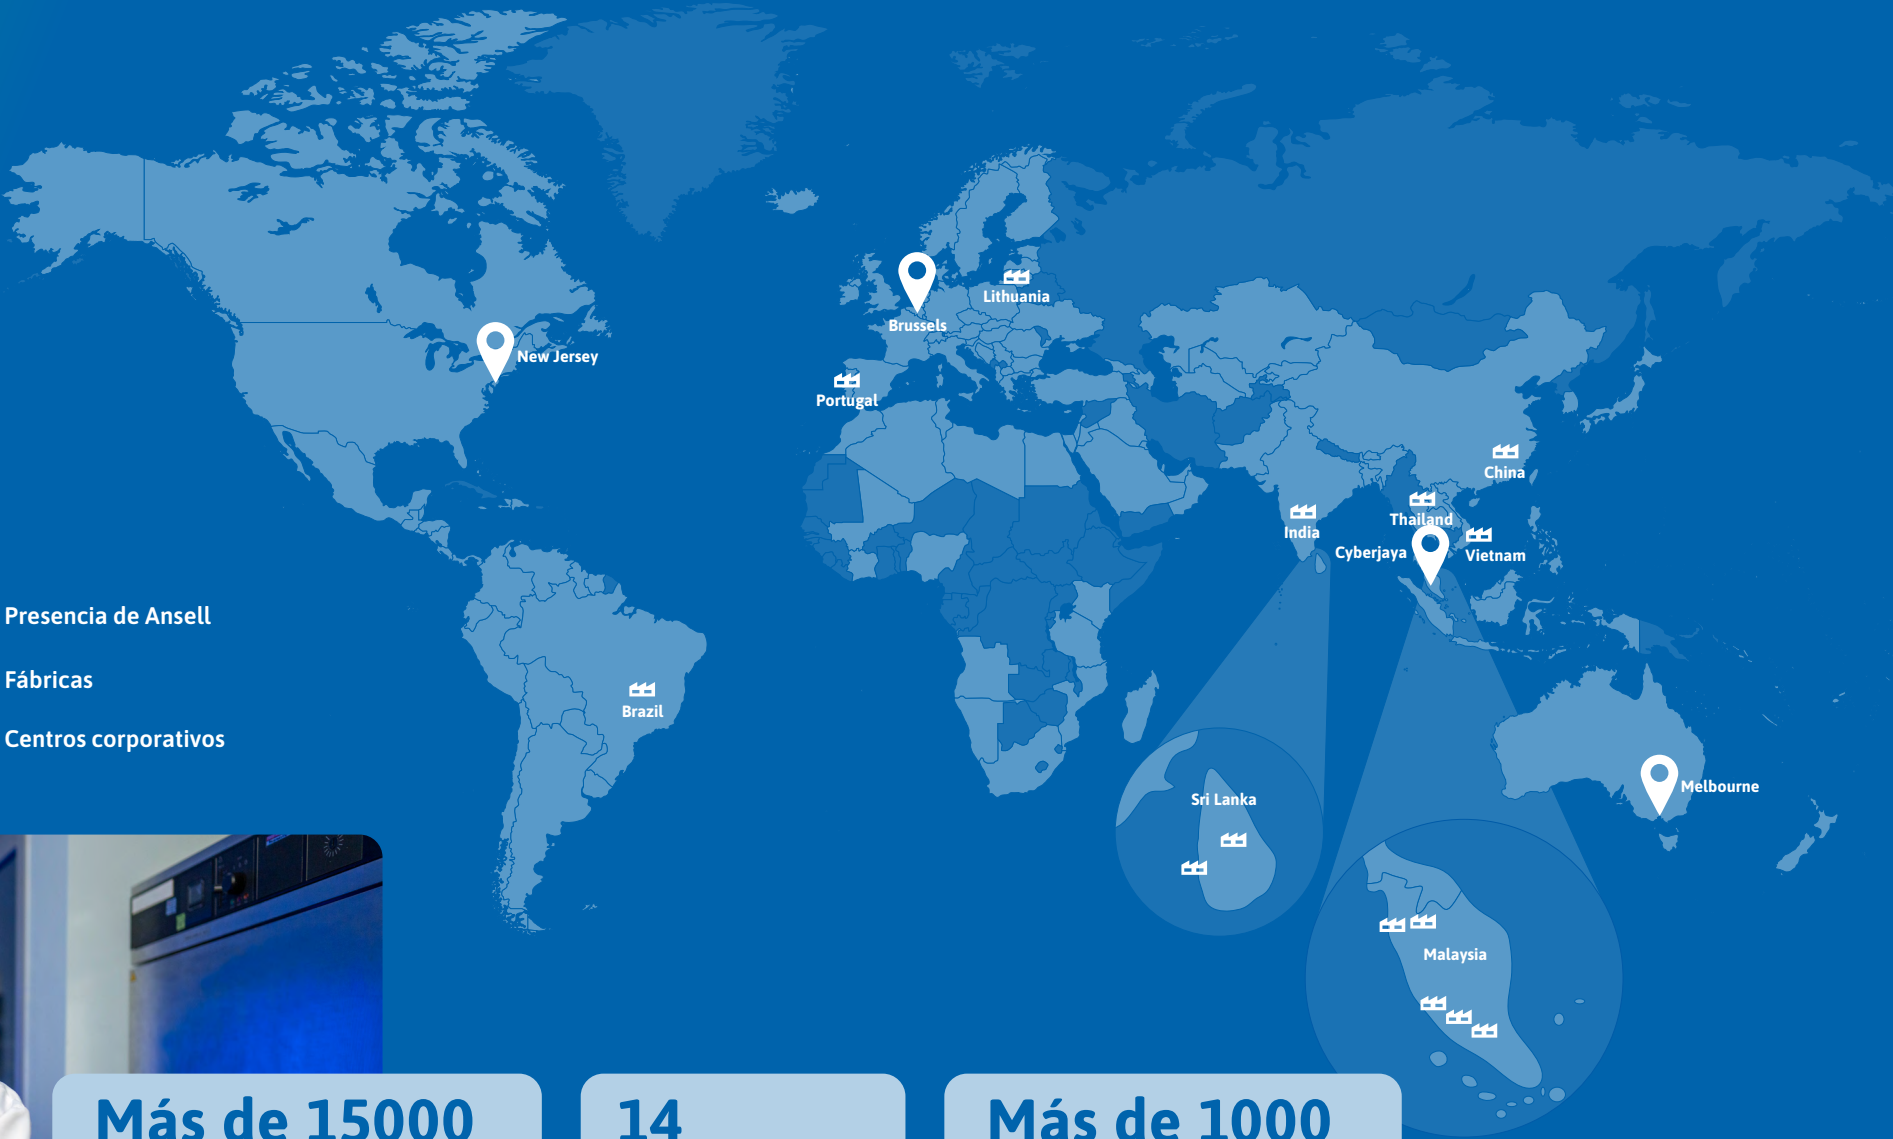 Lithuania
Brussels
New Jersey
Portugal
China
Thailand
India
Cyberjaya
Vietnam
Presencia de Ansell
Fábricas
Brazil
Centros corporativos
Melbourne
Sri Lanka
Malaysia
Más de 15000
14
Más de 1000